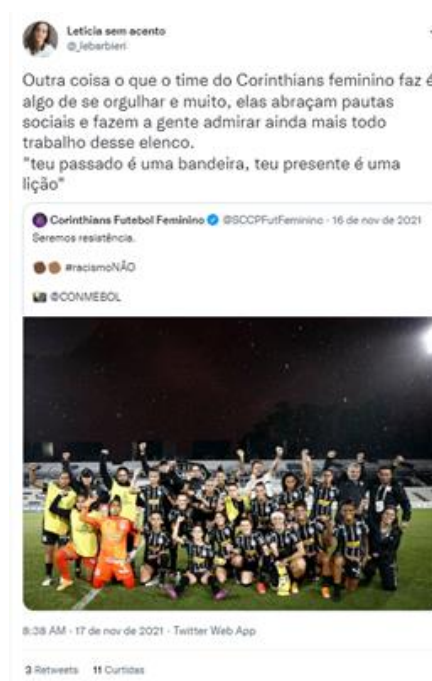 Leticia sem acento
@_lebarbieri
Outra coisa o que o time do Corinthians feminino faz é
algo de se orgulhar e muito, elas abraçam pautas
sociais e fazem a gente admirar ainda mais todo
trabalho desse elenco.
"teu passado é uma bandeira, teu presente é uma
lição"
Corinthians Futebol Feminino @SCCPFutFeminino · 16 de nov de 2021
Seremos resistência.
#racismoNÃO
@CONMEBOL
8:38 AM · 17 de nov de 2021 · Twitter Web App
3 Retweets 11 Curtidas